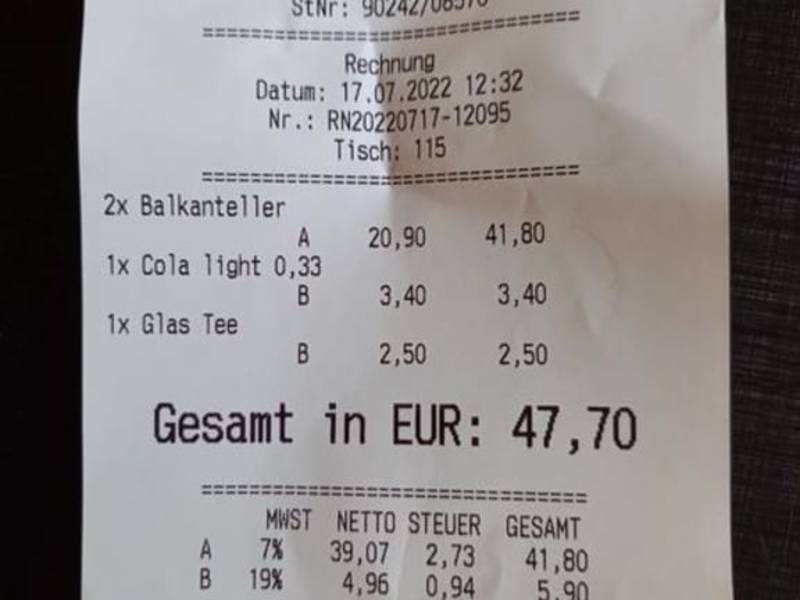 StNr: 90242/08570
==================================
Rechnung
Datum: 17.07.2022 12:32
Nr.: RN20220717-12095
Tisch: 115
==================================
2x Balkanteller
A 20,90 41,80
1x Cola light 0,33
B 3,40 3,40
1x Glas Tee
B 2,50 2,50
Gesamt in EUR: 47,70
==================================
MWST NETTO STEUER GESAMT
A 7% 39,07 2,73 41,80
B 19% 4,96 0,94 5,90